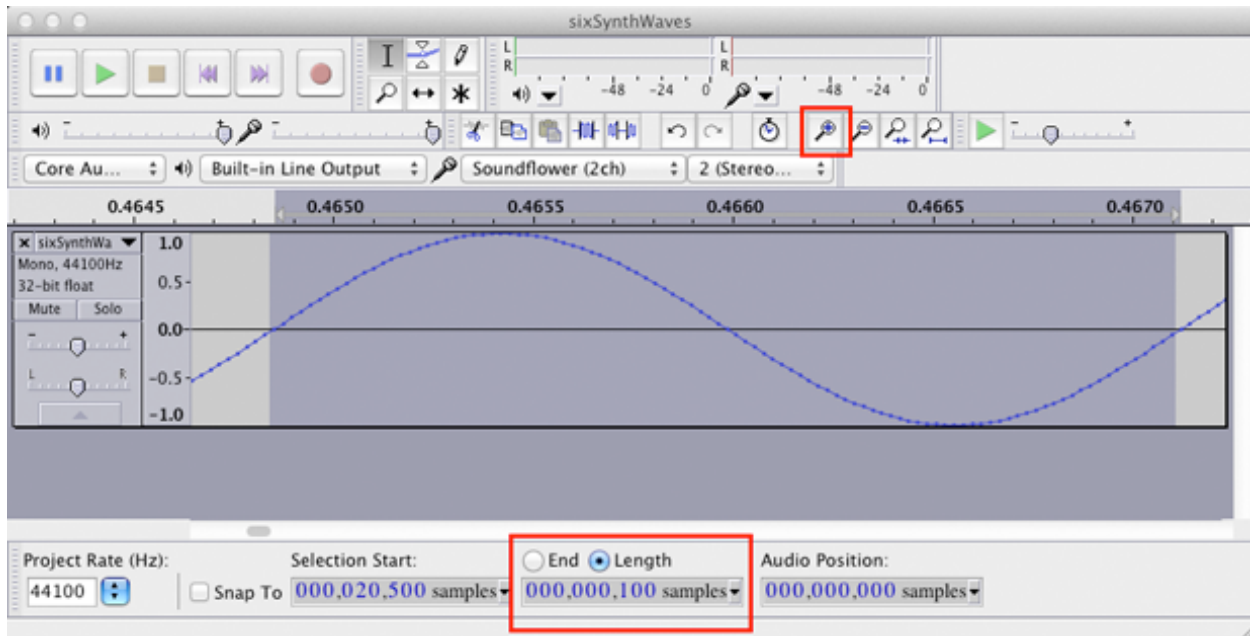 sixSynthWaves
L
R
-48 -24 0
L
R
-48 -24 0
Core Au... Built-in Line Output Soundflower (2ch) 2 (Stereo...
0.4645 0.4650 0.4655 0.4660 0.4665 0.4670
sixSynthWa 1.0
Mono, 44100Hz
32-bit float 0.5
Mute Solo
- + 0.0
L R -0.5
-1.0
Project Rate (Hz): Selection Start: End Length Audio Position:
44100 Snap To 000,020,500 samples 000,000,100 samples 000,000,000 samples